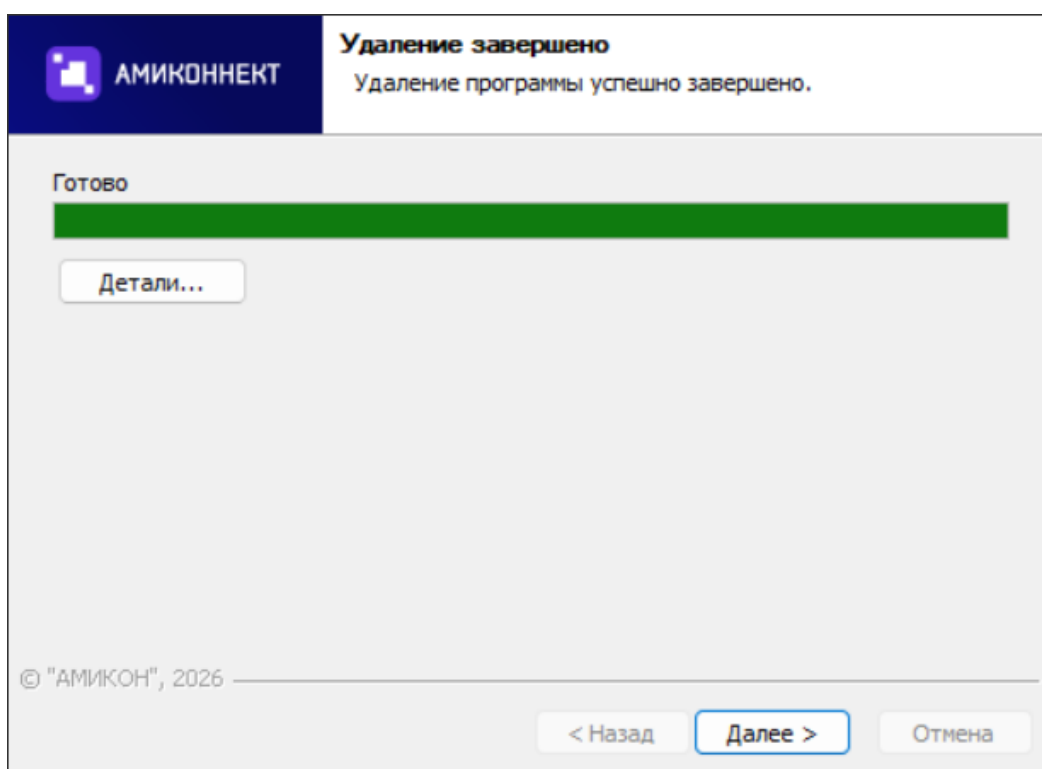 АМИКОННЕКТ
Удаление завершено
Удаление программы успешно завершено.
Готово
Детали...
© "АМИКОН", 2026
< Назад
Далее >
Отмена